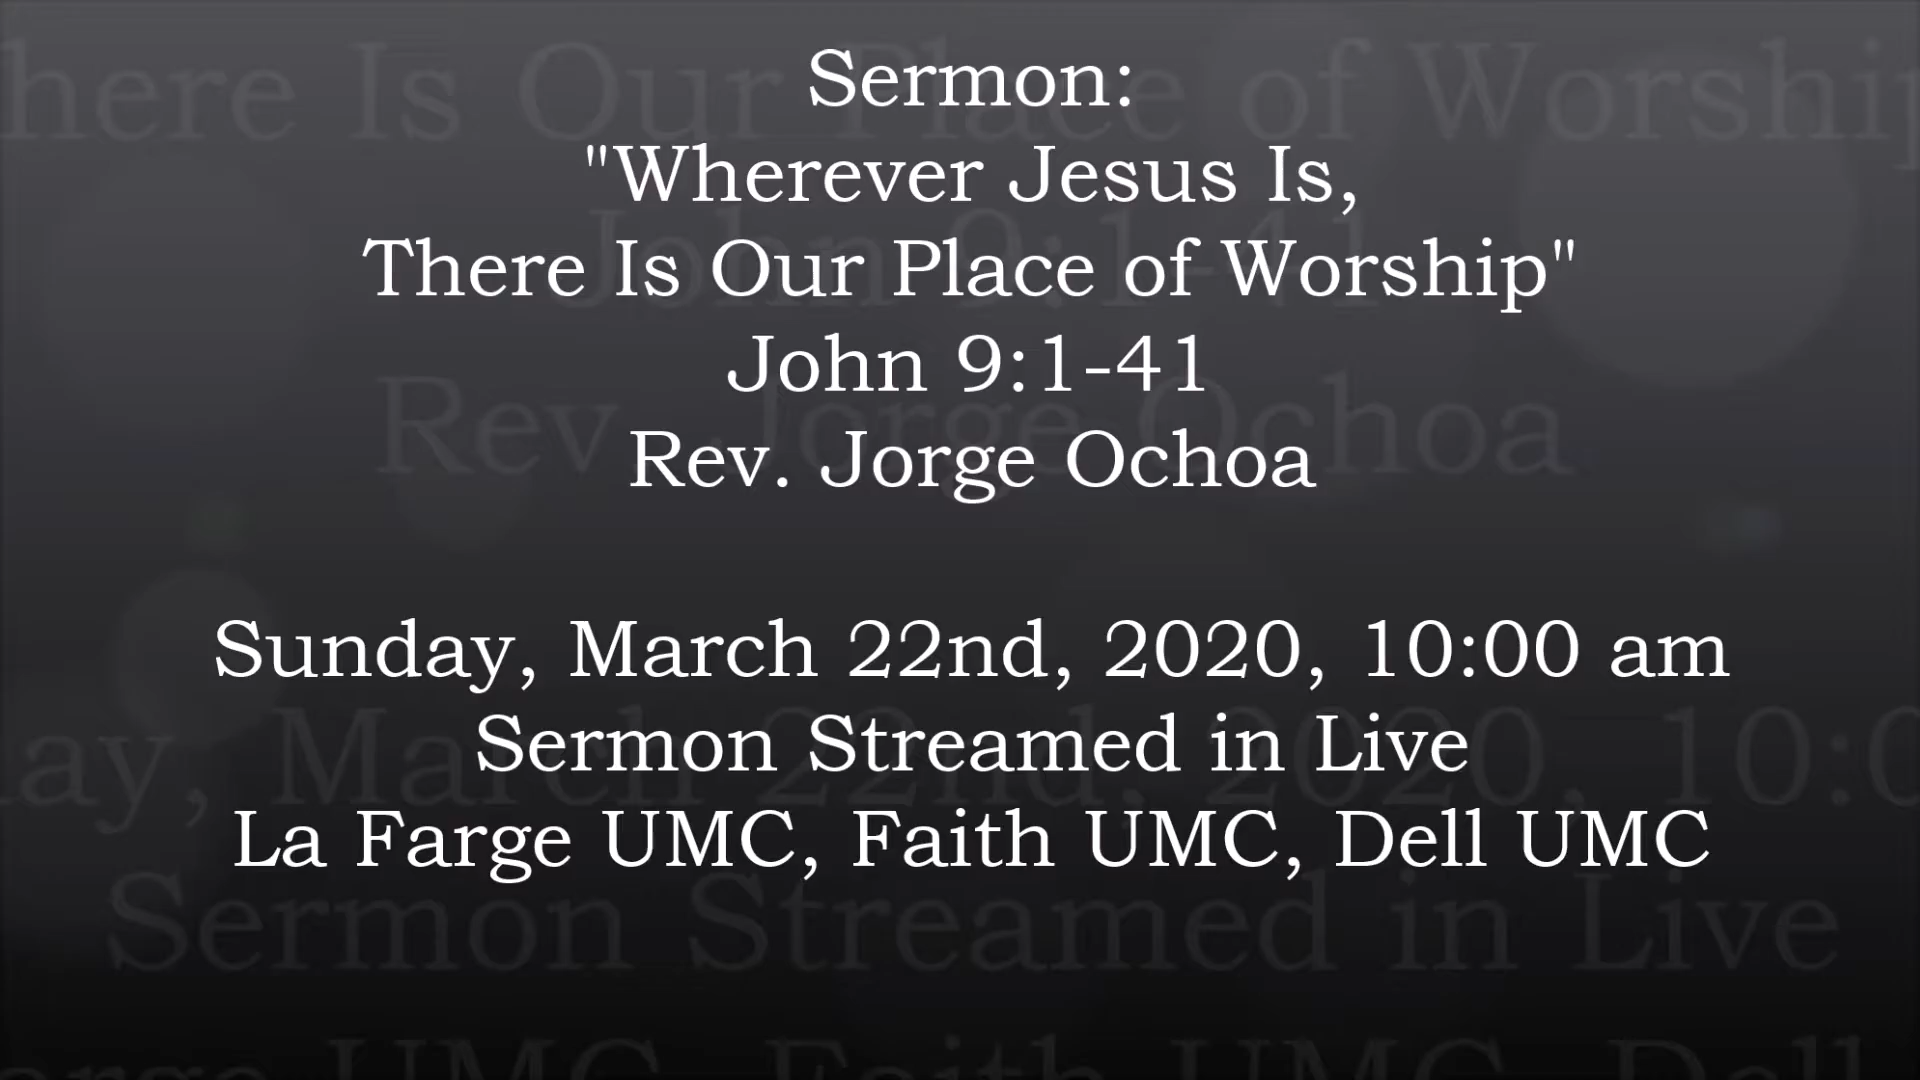 Sermon:
"Wherever Jesus Is,
There Is Our Place of Worship"
John 9:1-41
Rev. Jorge Ochoa
Sunday, March 22nd, 2020, 10:00 am
Sermon Streamed in Live
La Farge UMC, Faith UMC, Dell UMC